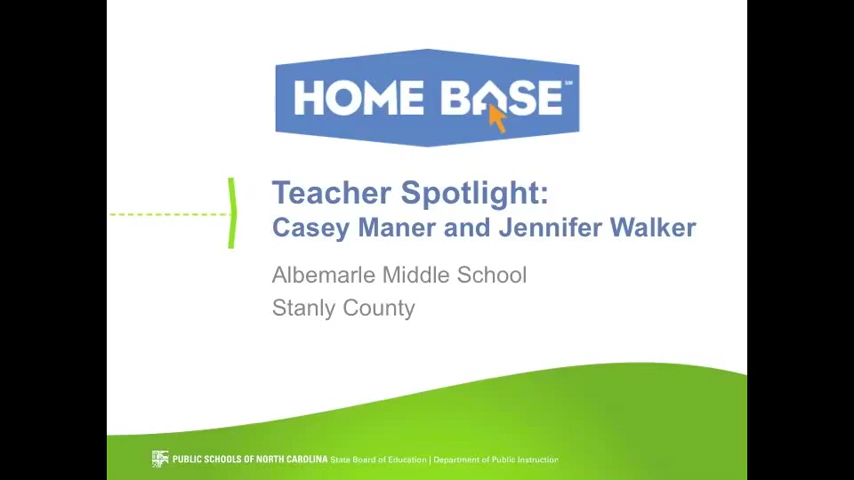 HOME BASE℠
Teacher Spotlight:
Casey Maner and Jennifer Walker
Albemarle Middle School
Stanly County
PUBLIC SCHOOLS OF NORTH CAROLINA State Board of Education | Department of Public Instruction